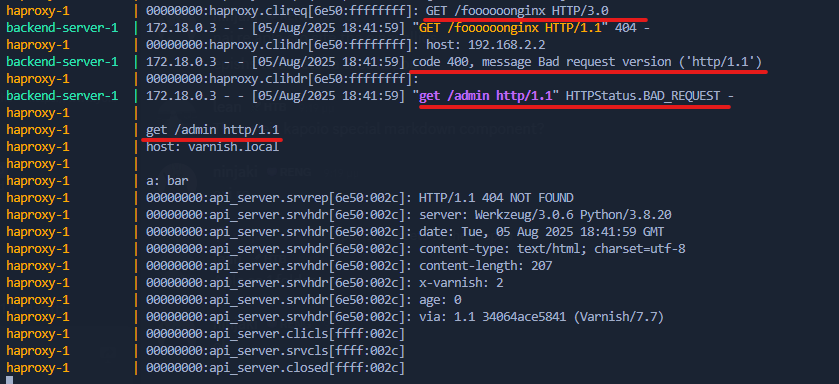 haproxy-1 | 00000000:haproxy.clireq[6e50:ffffffff]: GET /foooooonginx HTTP/3.0
backend-server-1 | 172.18.0.3 - - [05/Aug/2025 18:41:59] "GET /foooooonginx HTTP/1.1" 404 -
haproxy-1 | 00000000:haproxy.clihdr[6e50:ffffffff]: host: 192.168.2.2
backend-server-1 | 172.18.0.3 - - [05/Aug/2025 18:41:59] code 400, message Bad request version ('http/1.1')
haproxy-1 | 00000000:haproxy.clihdr[6e50:ffffffff]:
backend-server-1 | 172.18.0.3 - - [05/Aug/2025 18:41:59] "get /admin http/1.1" HTTPStatus.BAD_REQUEST -
haproxy-1 |
haproxy-1 | get /admin http/1.1
haproxy-1 | host: varnish.local
haproxy-1 |
haproxy-1 | a: bar
haproxy-1 | 00000000:api_server.srvrep[6e50:002c]: HTTP/1.1 404 NOT FOUND
haproxy-1 | 00000000:api_server.srvhdr[6e50:002c]: server: Werkzeug/3.0.6 Python/3.8.20
haproxy-1 | 00000000:api_server.srvhdr[6e50:002c]: date: Tue, 05 Aug 2025 18:41:59 GMT
haproxy-1 | 00000000:api_server.srvhdr[6e50:002c]: content-type: text/html; charset=utf-8
haproxy-1 | 00000000:api_server.srvhdr[6e50:002c]: content-length: 207
haproxy-1 | 00000000:api_server.srvhdr[6e50:002c]: x-varnish: 2
haproxy-1 | 00000000:api_server.srvhdr[6e50:002c]: age: 0
haproxy-1 | 00000000:api_server.srvhdr[6e50:002c]: via: 1.1 34064ace5841 (Varnish/7.7)
haproxy-1 | 00000000:api_server.clicls[ffff:002c]
haproxy-1 | 00000000:api_server.srvcls[ffff:002c]
haproxy-1 | 00000000:api_server.closed[ffff:002c]